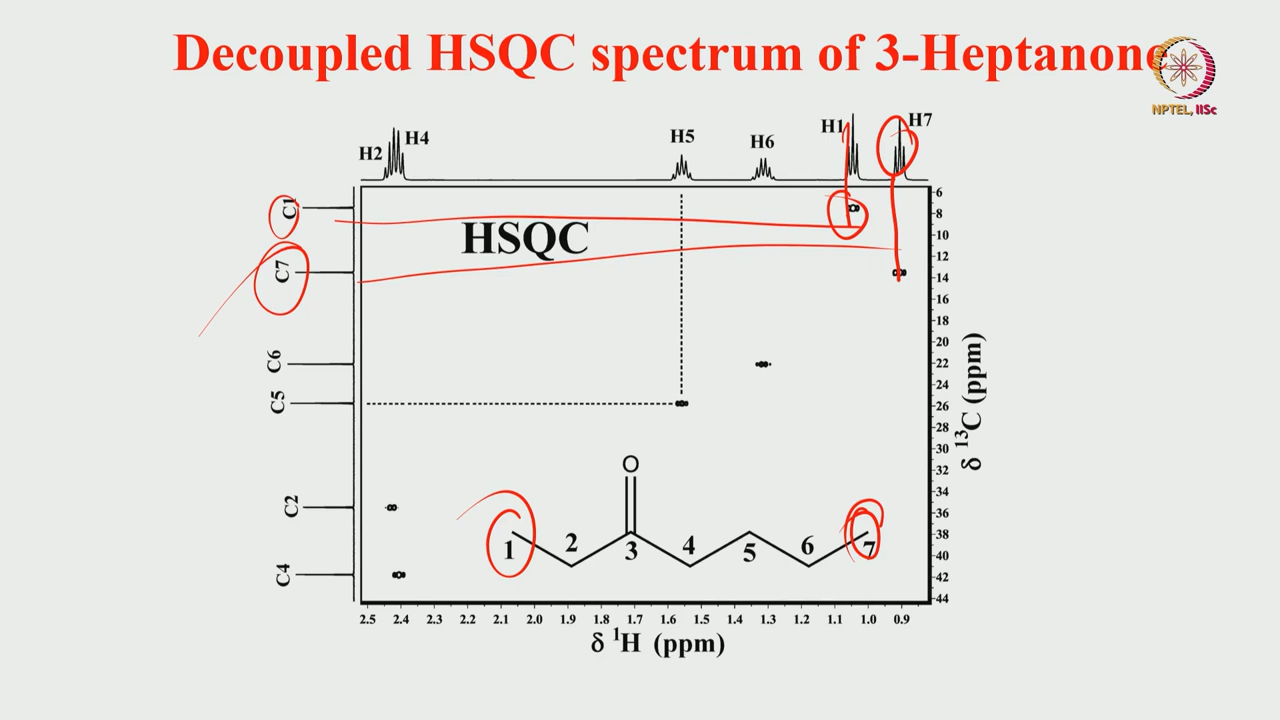 Decoupled HSQC spectrum of 3-Heptanone
NPTEL, IISc
H2 H4 H5 H6 H1 H7
HSQC
C1
C7
C6
C5
C2
C4
6
8
10
12
14
16
18
20
22
24
26
28
30
32
34
36
38
40
42
44
δ 13C (ppm)
O
1 2 3 4 5 6 7
2.5 2.4 2.3 2.2 2.1 2.0 1.9 1.8 1.7 1.6 1.5 1.4 1.3 1.2 1.1 1.0 0.9
δ 1H (ppm)